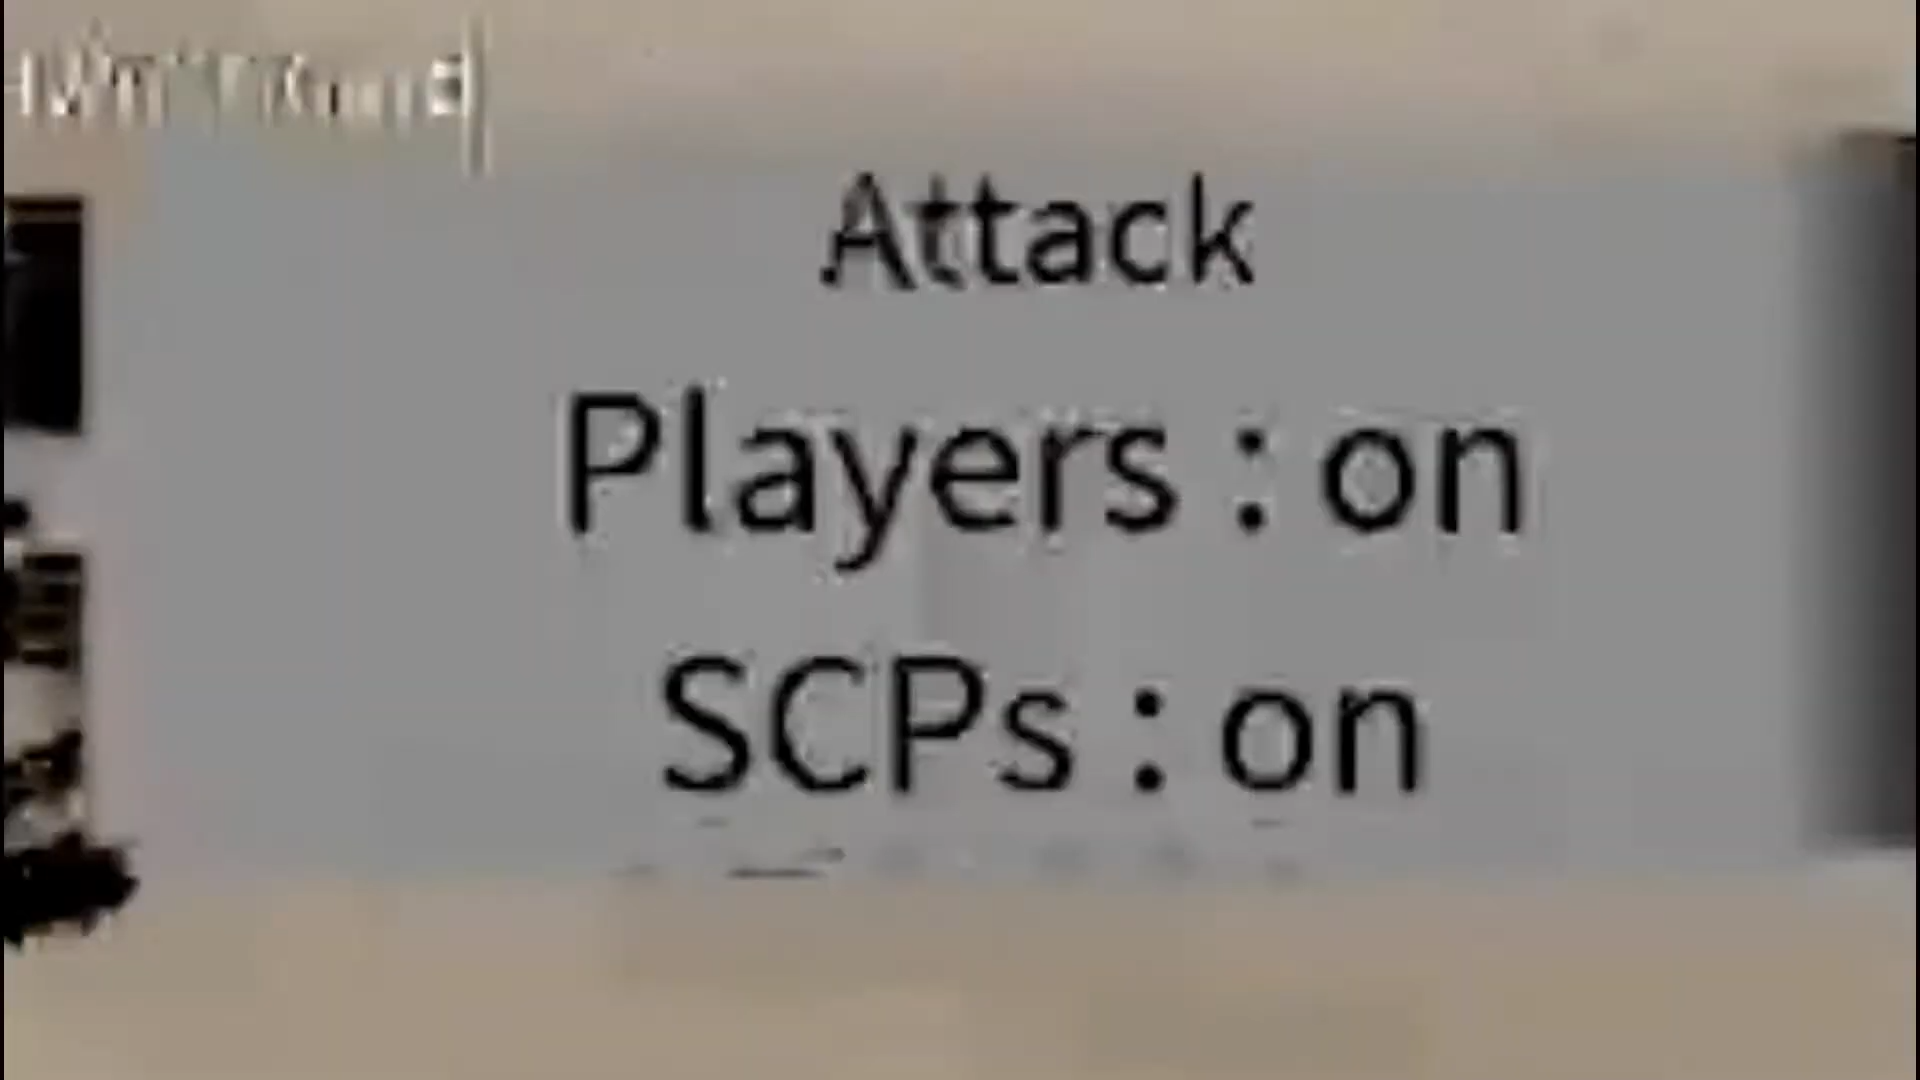 Attack
Players : on
SCPs : on